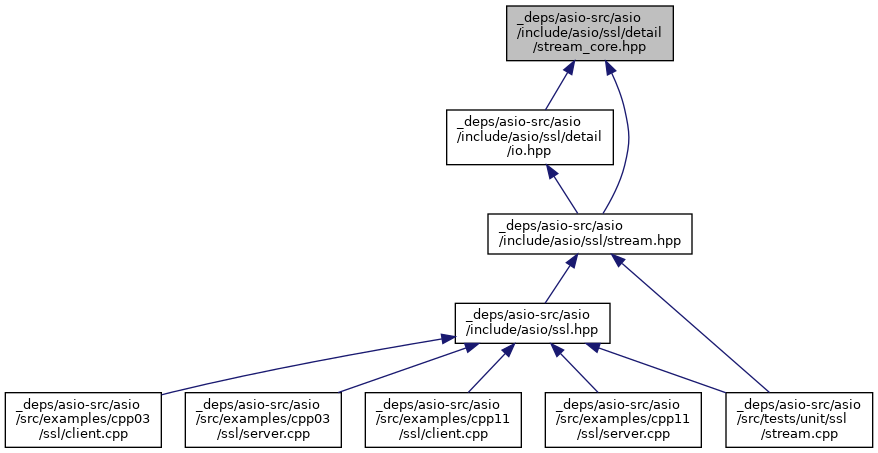 _deps/asio-src/asio
/include/asio/ssl/detail
/stream_core.hpp
_deps/asio-src/asio
/include/asio/ssl/detail
/io.hpp
_deps/asio-src/asio
/include/asio/ssl/stream.hpp
_deps/asio-src/asio
/include/asio/ssl.hpp
_deps/asio-src/asio
/src/examples/cpp03
/ssl/client.cpp
_deps/asio-src/asio
/src/examples/cpp03
/ssl/server.cpp
_deps/asio-src/asio
/src/examples/cpp11
/ssl/client.cpp
_deps/asio-src/asio
/src/examples/cpp11
/ssl/server.cpp
_deps/asio-src/asio
/src/tests/unit/ssl
/stream.cpp